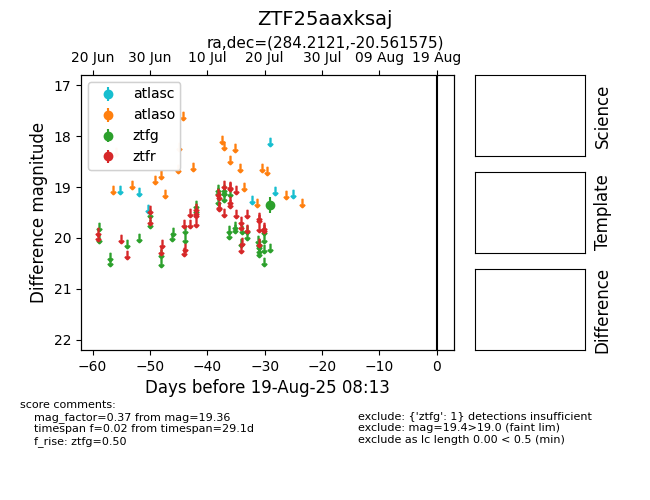 ZTF25aaxksaj
ra,dec=(284.2121,-20.561575)
20 Jun 30 Jun 10 Jul 20 Jul 30 Jul 09 Aug 19 Aug
atlasc
atlaso
ztfg
ztfr
17
18
19
20
21
22
Difference magnitude
−60 −50 −40 −30 −20 −10 0
Days before 19-Aug-25 08:13
Science
Template
Difference
score comments:
mag_factor=0.37 from mag=19.36
timespan f=0.02 from timespan=29.1d
f_rise: ztfg=0.50
exclude: {'ztfg': 1} detections insufficient
exclude: mag=19.4>19.0 (faint lim)
exclude as lc length 0.00 < 0.5 (min)